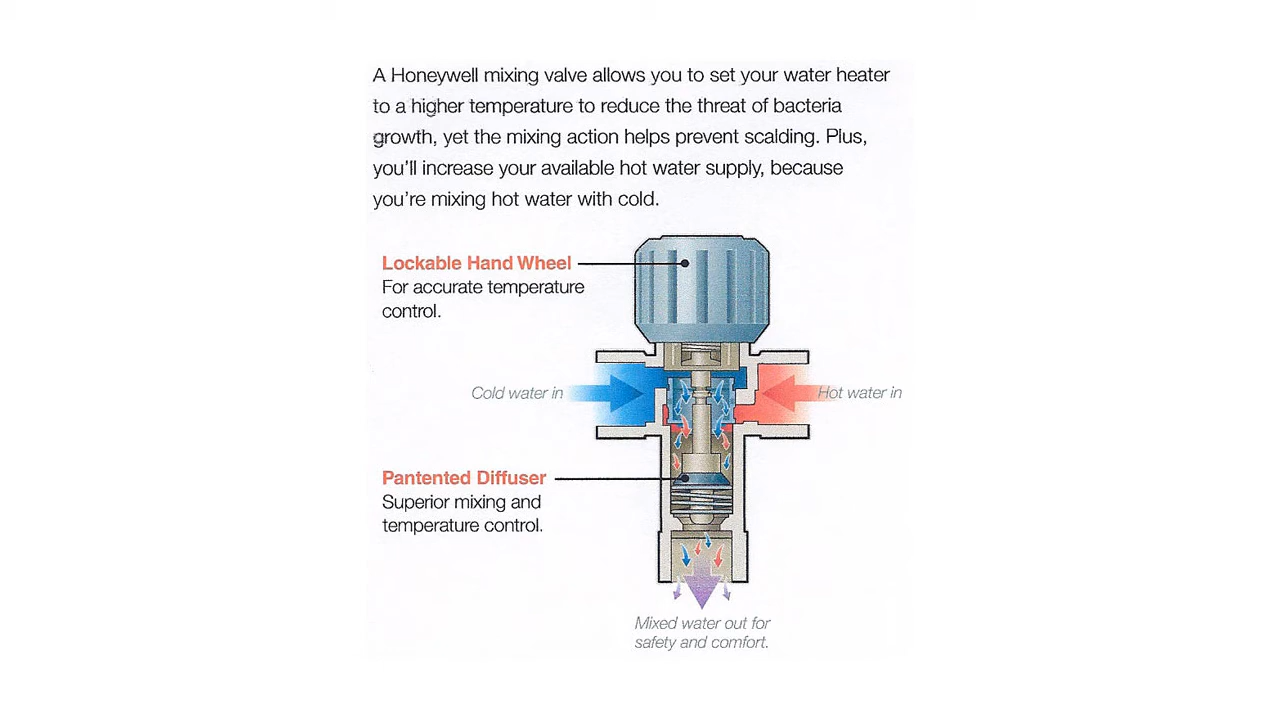 A Honeywell mixing valve allows you to set your water heater
to a higher temperature to reduce the threat of bacteria
growth, yet the mixing action helps prevent scalding. Plus,
you'll increase your available hot water supply, because
you're mixing hot water with cold.
Lockable Hand Wheel
For accurate temperature
control.
Cold water in
Hot water in
Pantented Diffuser
Superior mixing and
temperature control.
Mixed water out for
safety and comfort.